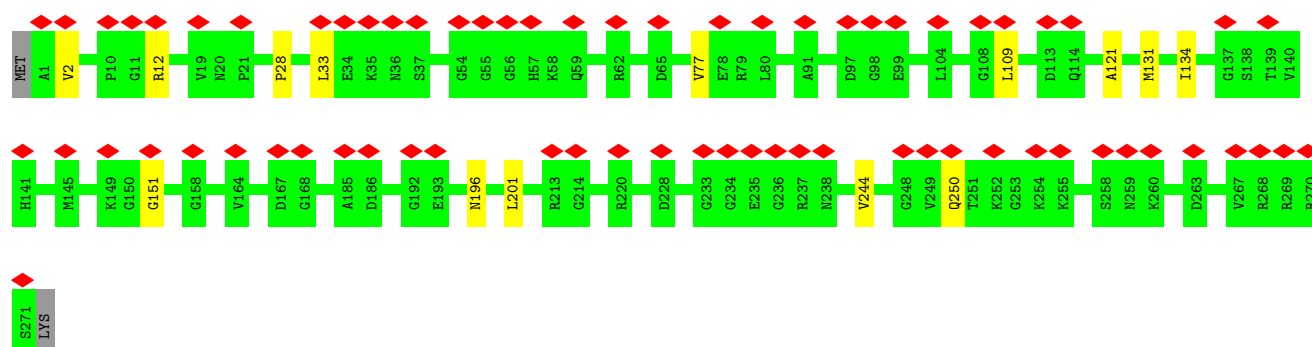 MET A1 V2 P10 G11 R12 V19 N20 P21 P28 L33 E34 K35 N36 S37 G54 G55 G56 H57 K58 Q59 R62 D65 V77 E78 R79 L80 A91 D97 G98 E99 L104 G108 L109 D113 Q114 A121 M131 I134 G137 S138 T139 V140
H141 M145 K149 G150 G151 G158 V164 D167 G168 A185 D186 G192 E193 N196 L201 R213 G214 R220 D228 G233 G234 E235 G236 R237 N238 V244 G248 V249 Q250 T251 K252 G253 K254 K255 S258 N259 K260 D263 V267 R268 R269 R270
S271 LYS